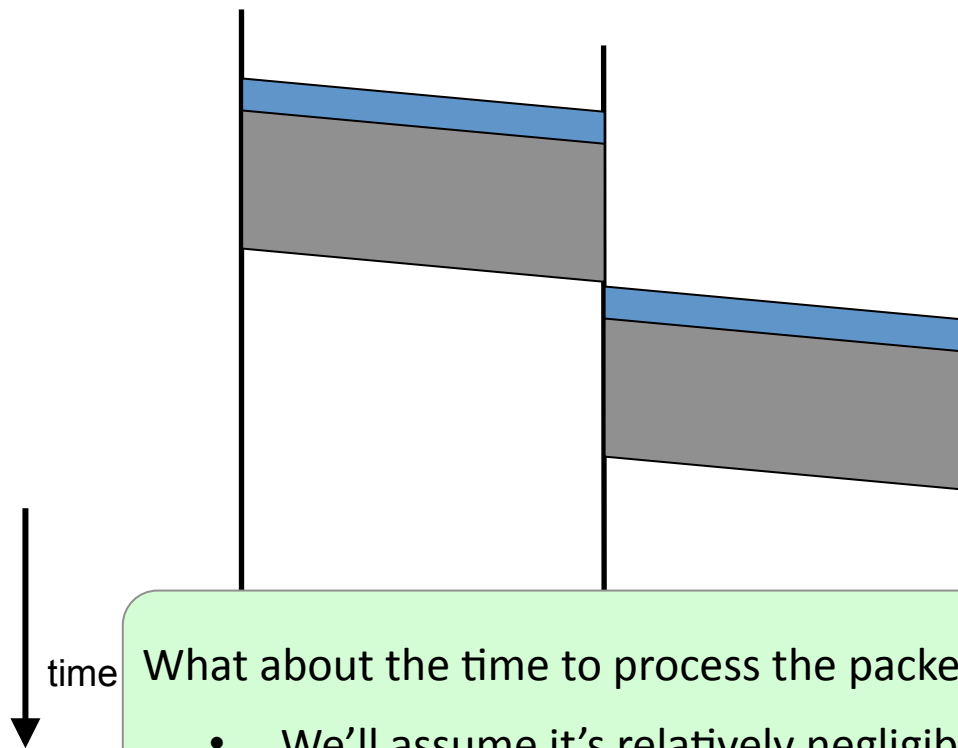 time
What about the time to process the packe
• We'll assume it's relatively negligib